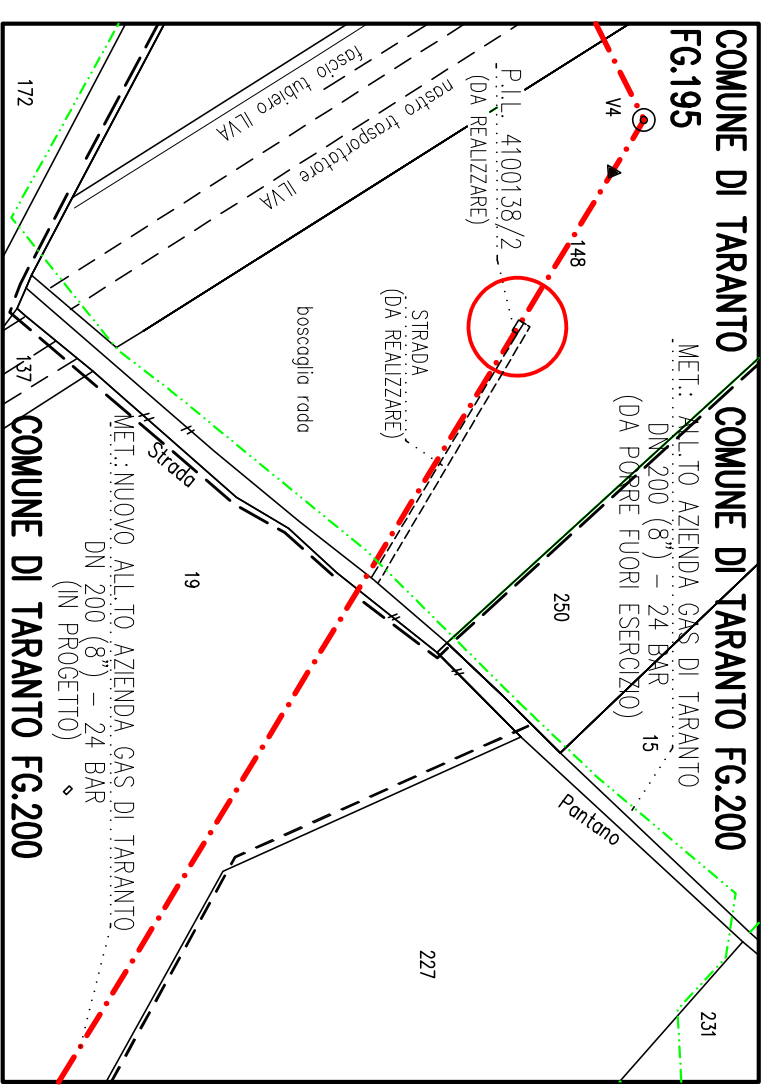 COMUNE DI TARANTO
FG.195
COMUNE DI TARANTO FG.200
V4
148
P.I.L. 4100138/2
(DA REALIZZARE)
MET.: ALL.TO AZIENDA GAS DI TARANTO
DN 200 (8") - 24 BAR
(DA PORRE FUORI ESERCIZIO)
fascio tubiero ILVA
nastro trasportatore ILVA
STRADA
(DA REALIZZARE)
boscaglia rada
250
15
Pantano
231
227
172
137
Strada
19
MET.: NUOVO ALL.TO AZIENDA GAS DI TARANTO
DN 200 (8") - 24 BAR
(IN PROGETTO)
COMUNE DI TARANTO FG.200